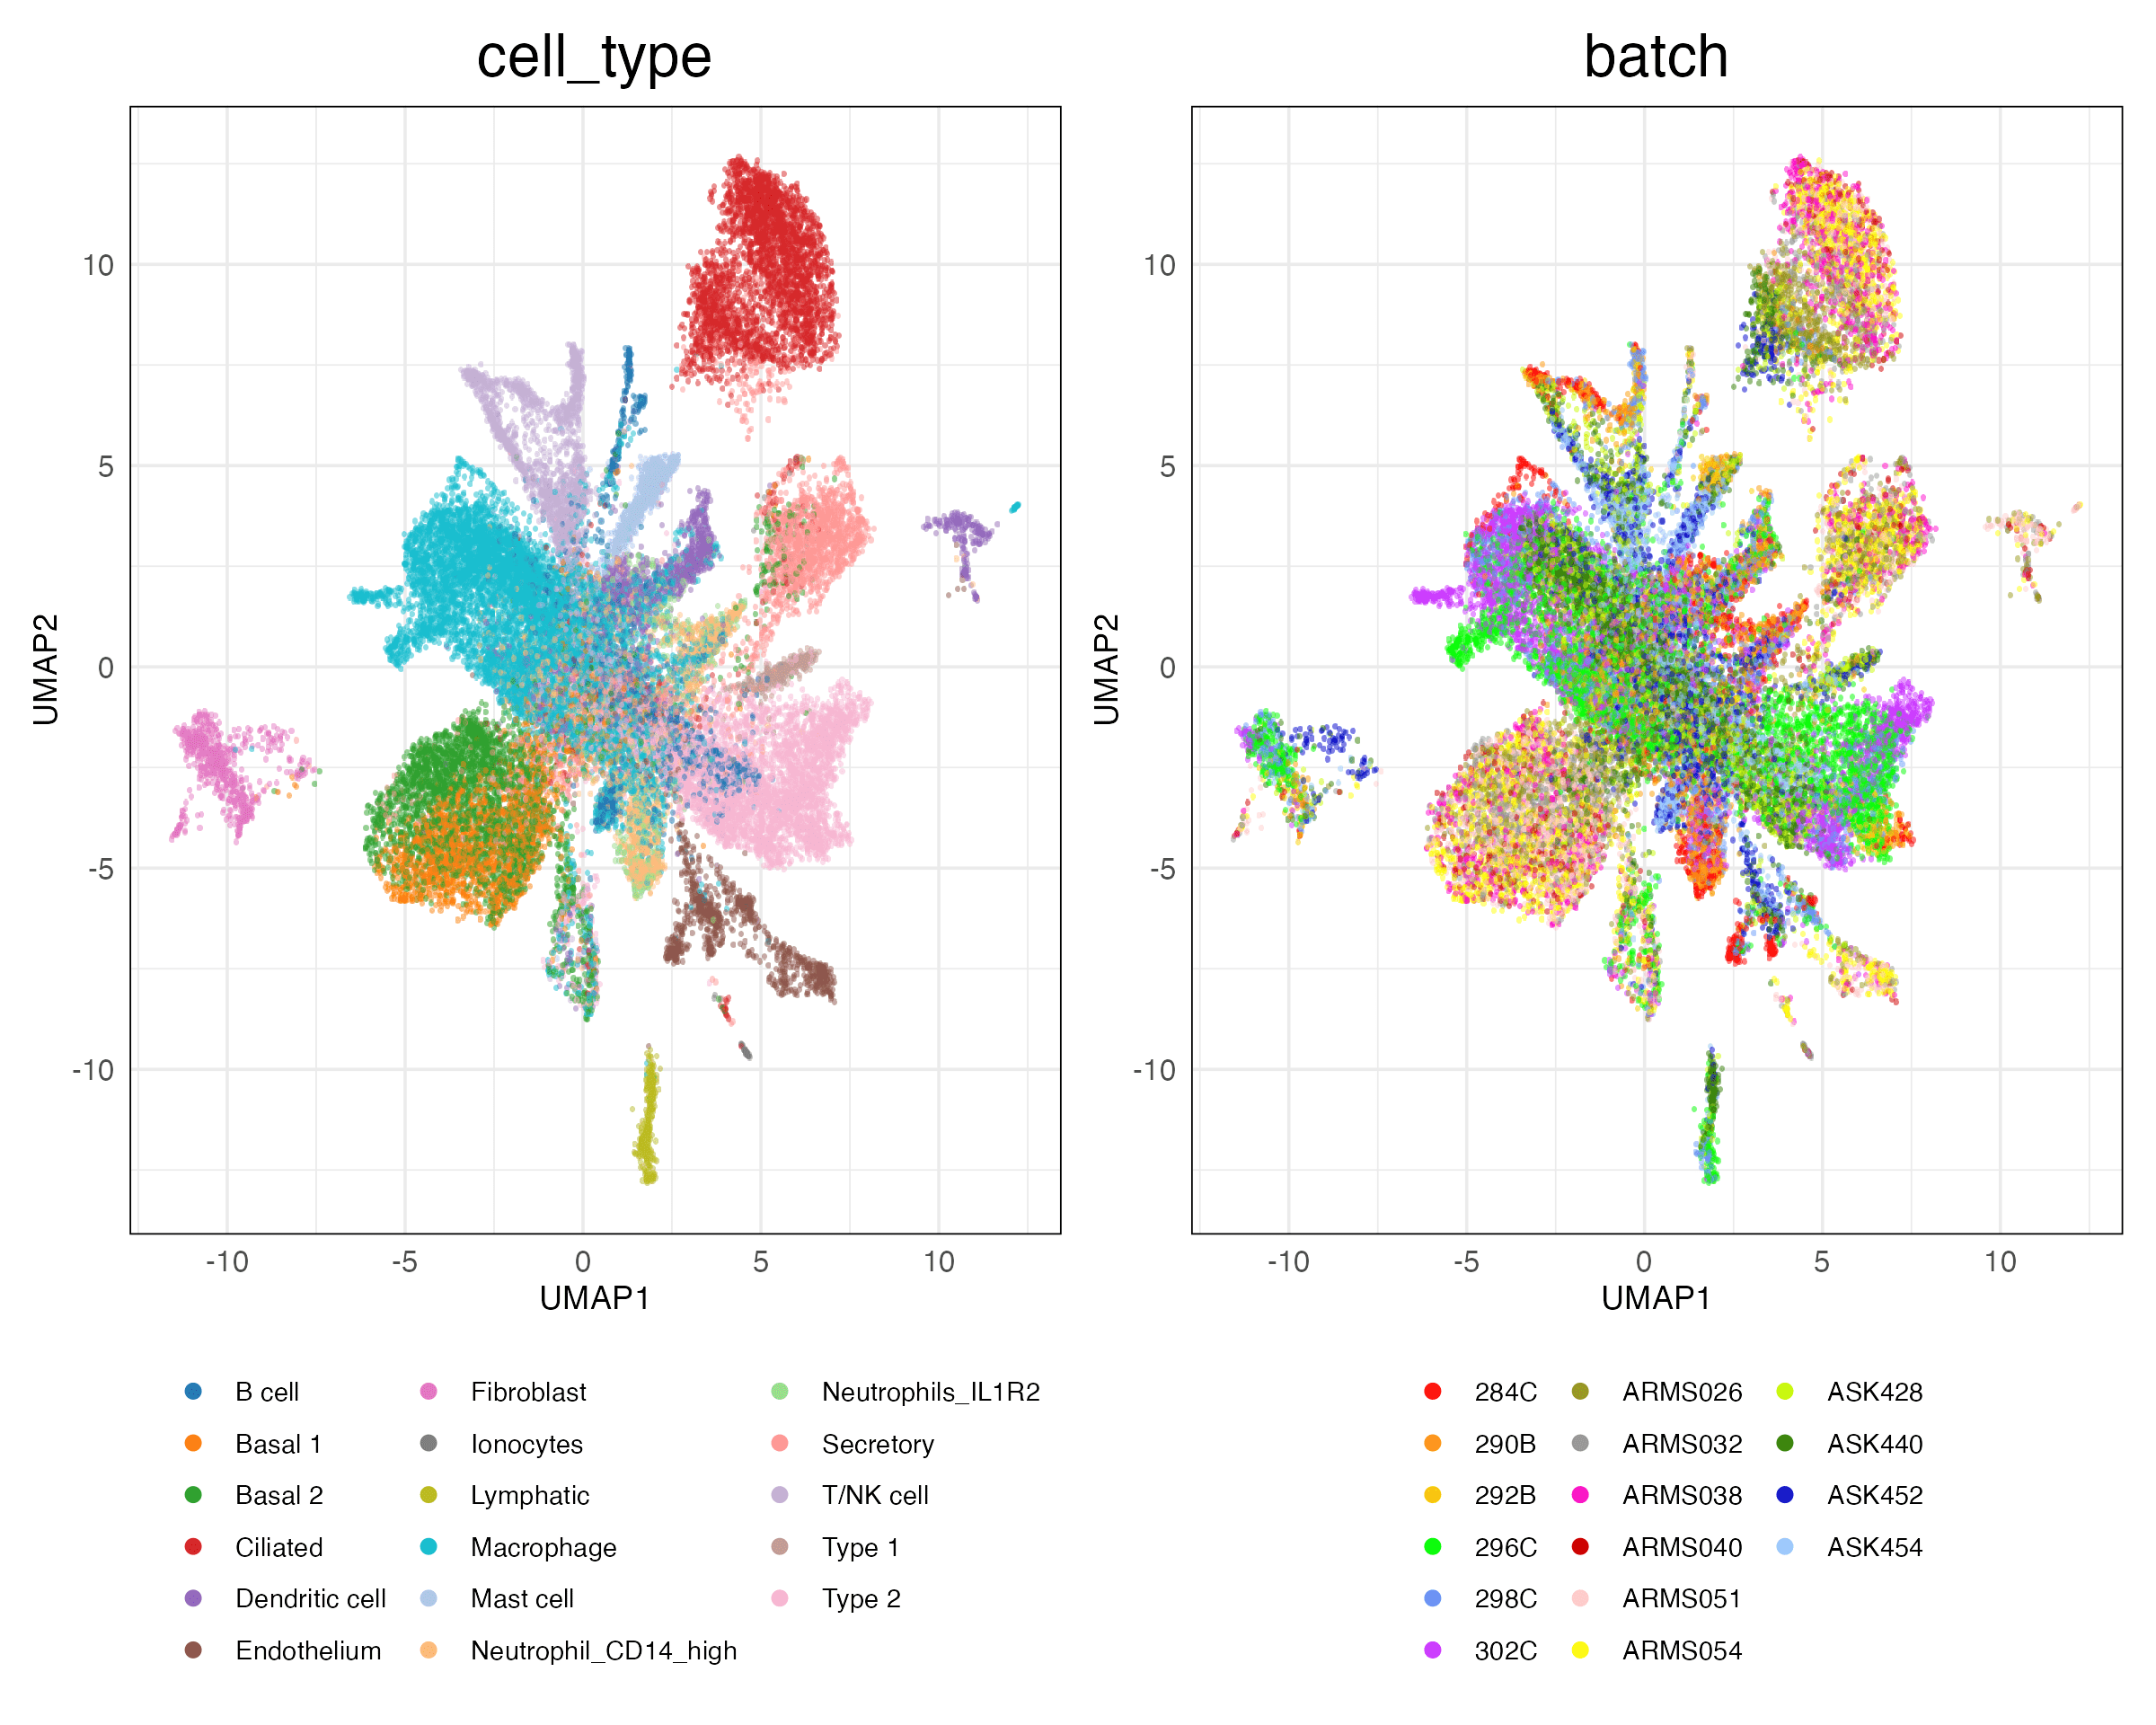 cell_type
batch
10
5
0
-5
-10
UMAP2
-10
-5
0
5
10
UMAP1
10
5
0
-5
-10
UMAP2
-10
-5
0
5
10
UMAP1
B cell
Basal 1
Basal 2
Ciliated
Dendritic cell
Endothelium
Fibroblast
Ionocytes
Lymphatic
Macrophage
Mast cell
Neutrophil_CD14_high
Neutrophils_IL1R2
Secretory
T/NK cell
Type 1
Type 2
284C
290B
292B
296C
298C
302C
ARMS026
ARMS032
ARMS038
ARMS040
ARMS051
ARMS054
ASK428
ASK440
ASK452
ASK454